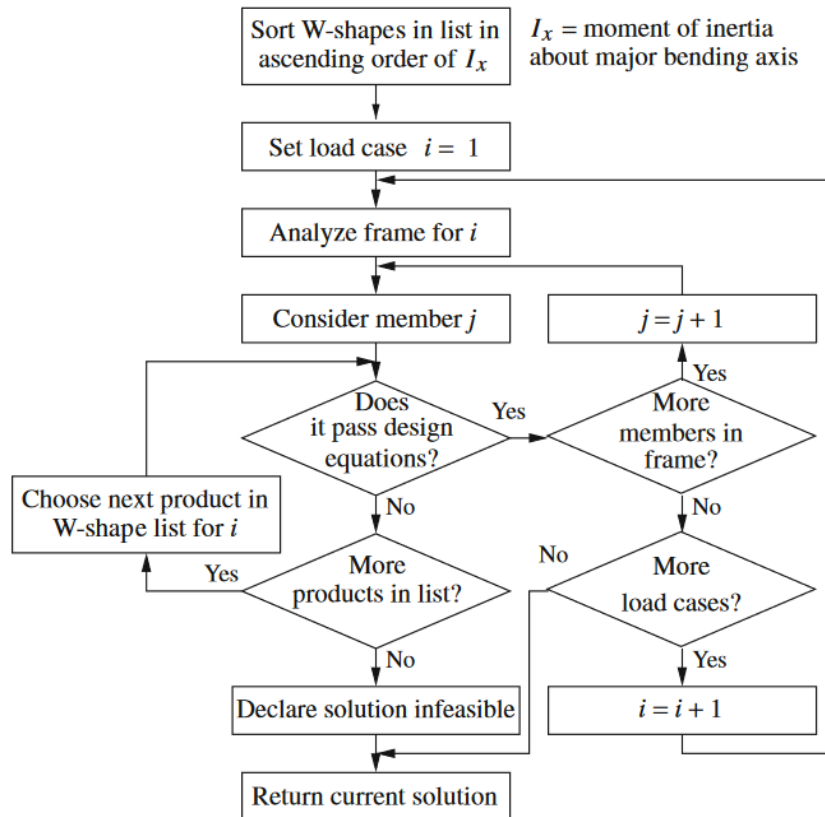 Sort W-shapes in list in
ascending order of I_x
I_x = moment of inertia
about major bending axis
Set load case i = 1
Analyze frame for i
Consider member j
j = j + 1
Does
it pass design
equations?
Yes
Yes
More
members in
frame?
Choose next product in
W-shape list for i
No
No
Yes
More
products in list?
No
More
load cases?
No
Yes
Declare solution infeasible
i = i + 1
Return current solution